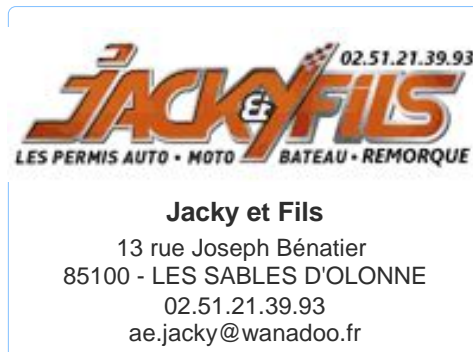 02.51.21.39.93
JACKY & FILS
LES PERMIS AUTO • MOTO BATEAU • REMORQUE
Jacky et Fils
13 rue Joseph Bénatier
85100 - LES SABLES D'OLONNE
02.51.21.39.93
ae.jacky@wanadoo.fr